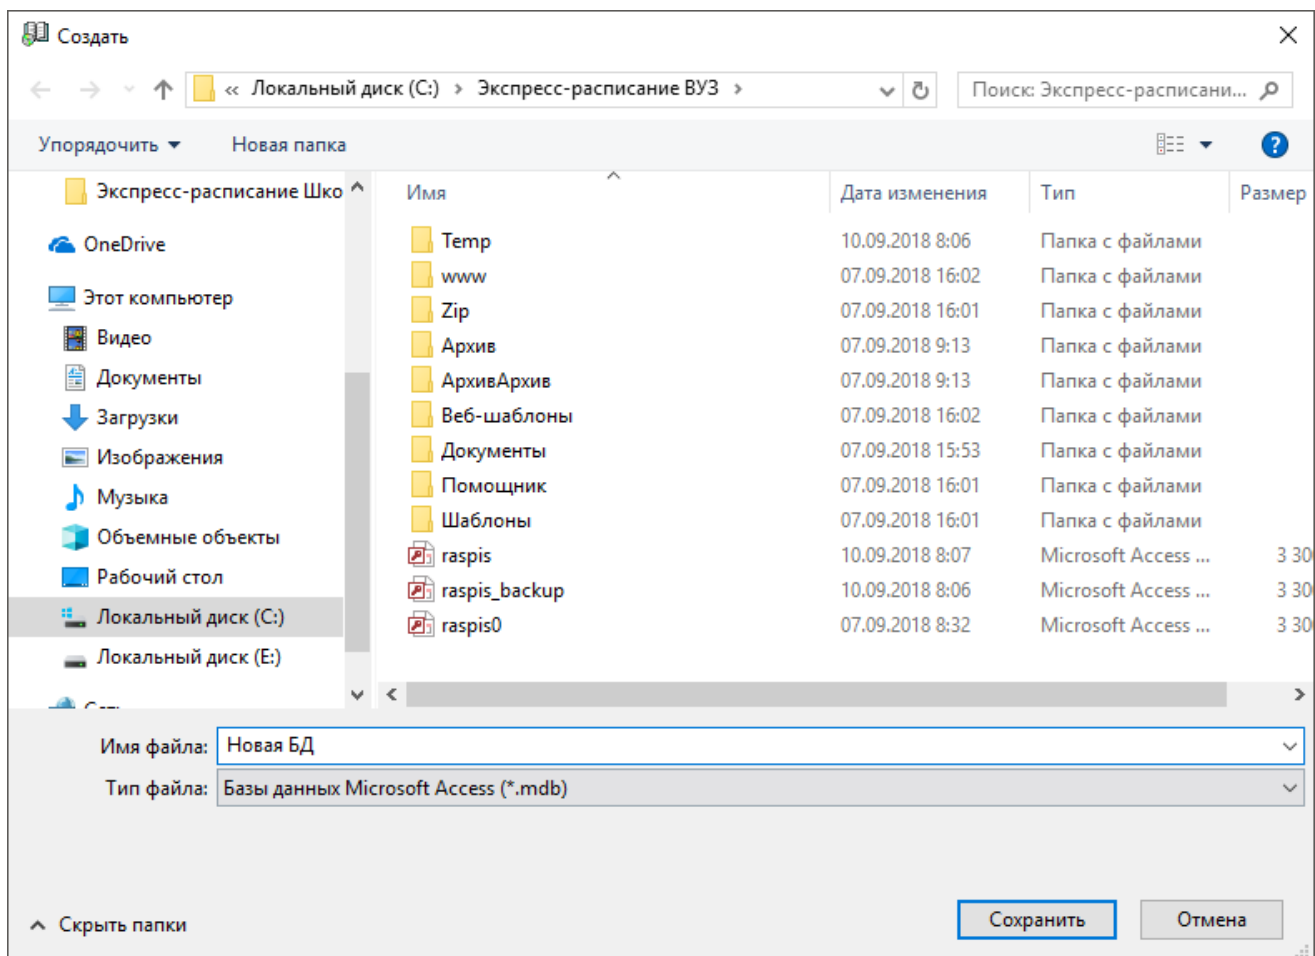 Создать
« Локальный диск (C:) › Экспресс-расписание ВУЗ › Поиск: Экспресс-расписани...
Упорядочить Новая папка
Экспресс-расписание Шко
OneDrive
Этот компьютер
Видео
Документы
Загрузки
Изображения
Музыка
Объемные объекты
Рабочий стол
Локальный диск (C:)
Локальный диск (E:)
Имя Дата изменения Тип Размер
Temp 10.09.2018 8:06 Папка с файлами
www 07.09.2018 16:02 Папка с файлами
Zip 07.09.2018 16:01 Папка с файлами
Архив 07.09.2018 9:13 Папка с файлами
АрхивАрхив 07.09.2018 9:13 Папка с файлами
Веб-шаблоны 07.09.2018 16:02 Папка с файлами
Документы 07.09.2018 15:53 Папка с файлами
Помощник 07.09.2018 16:01 Папка с файлами
Шаблоны 07.09.2018 16:01 Папка с файлами
raspis 10.09.2018 8:07 Microsoft Access ... 3 30
raspis_backup 10.09.2018 8:06 Microsoft Access ... 3 30
raspis0 07.09.2018 8:32 Microsoft Access ... 3 30
Имя файла: Новая БД
Тип файла: Базы данных Microsoft Access (*.mdb)
Скрыть папки Сохранить Отмена